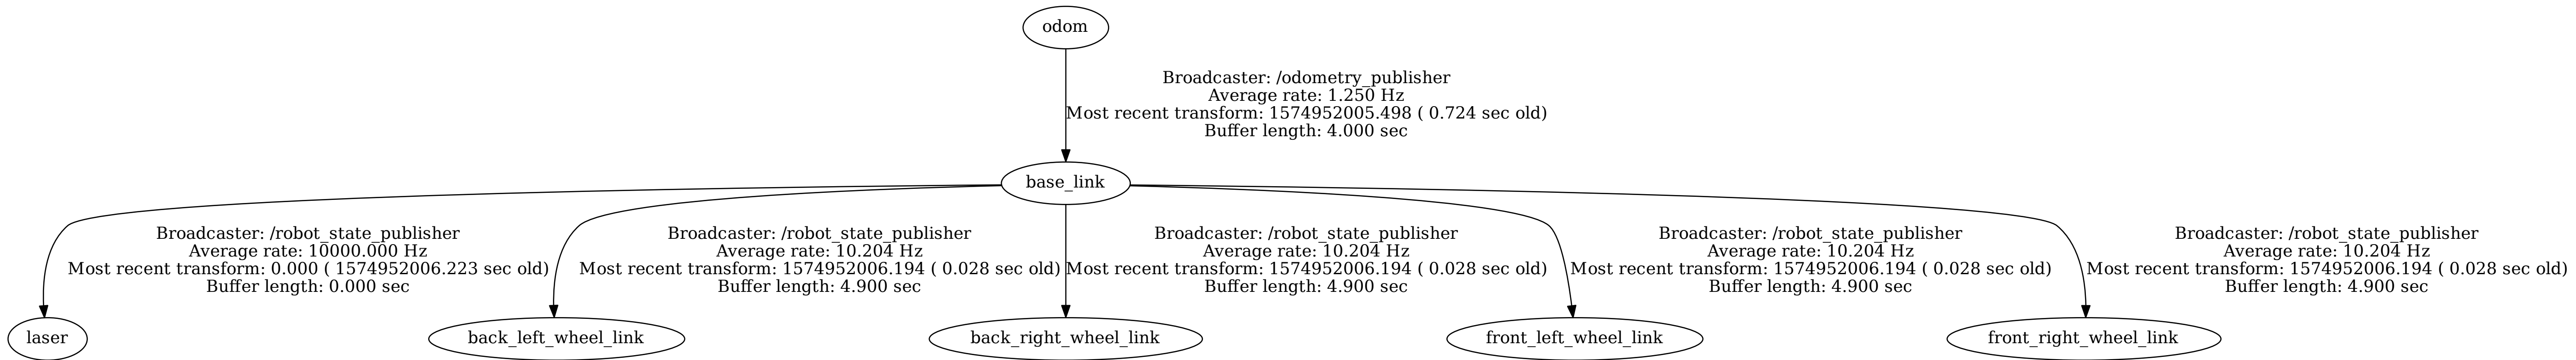 odom
Broadcaster: /odometry_publisher
Average rate: 1.250 Hz
Most recent transform: 1574952005.498 ( 0.724 sec old)
Buffer length: 4.000 sec
base_link
Broadcaster: /robot_state_publisher
Average rate: 10000.000 Hz
Most recent transform: 0.000 ( 1574952006.223 sec old)
Buffer length: 0.000 sec
Broadcaster: /robot_state_publisher
Average rate: 10.204 Hz
Most recent transform: 1574952006.194 ( 0.028 sec old)
Buffer length: 4.900 sec
Broadcaster: /robot_state_publisher
Average rate: 10.204 Hz
Most recent transform: 1574952006.194 ( 0.028 sec old)
Buffer length: 4.900 sec
Broadcaster: /robot_state_publisher
Average rate: 10.204 Hz
Most recent transform: 1574952006.194 ( 0.028 sec old)
Buffer length: 4.900 sec
Broadcaster: /robot_state_publisher
Average rate: 10.204 Hz
Most recent transform: 1574952006.194 ( 0.028 sec old)
Buffer length: 4.900 sec
laser
back_left_wheel_link
back_right_wheel_link
front_left_wheel_link
front_right_wheel_link